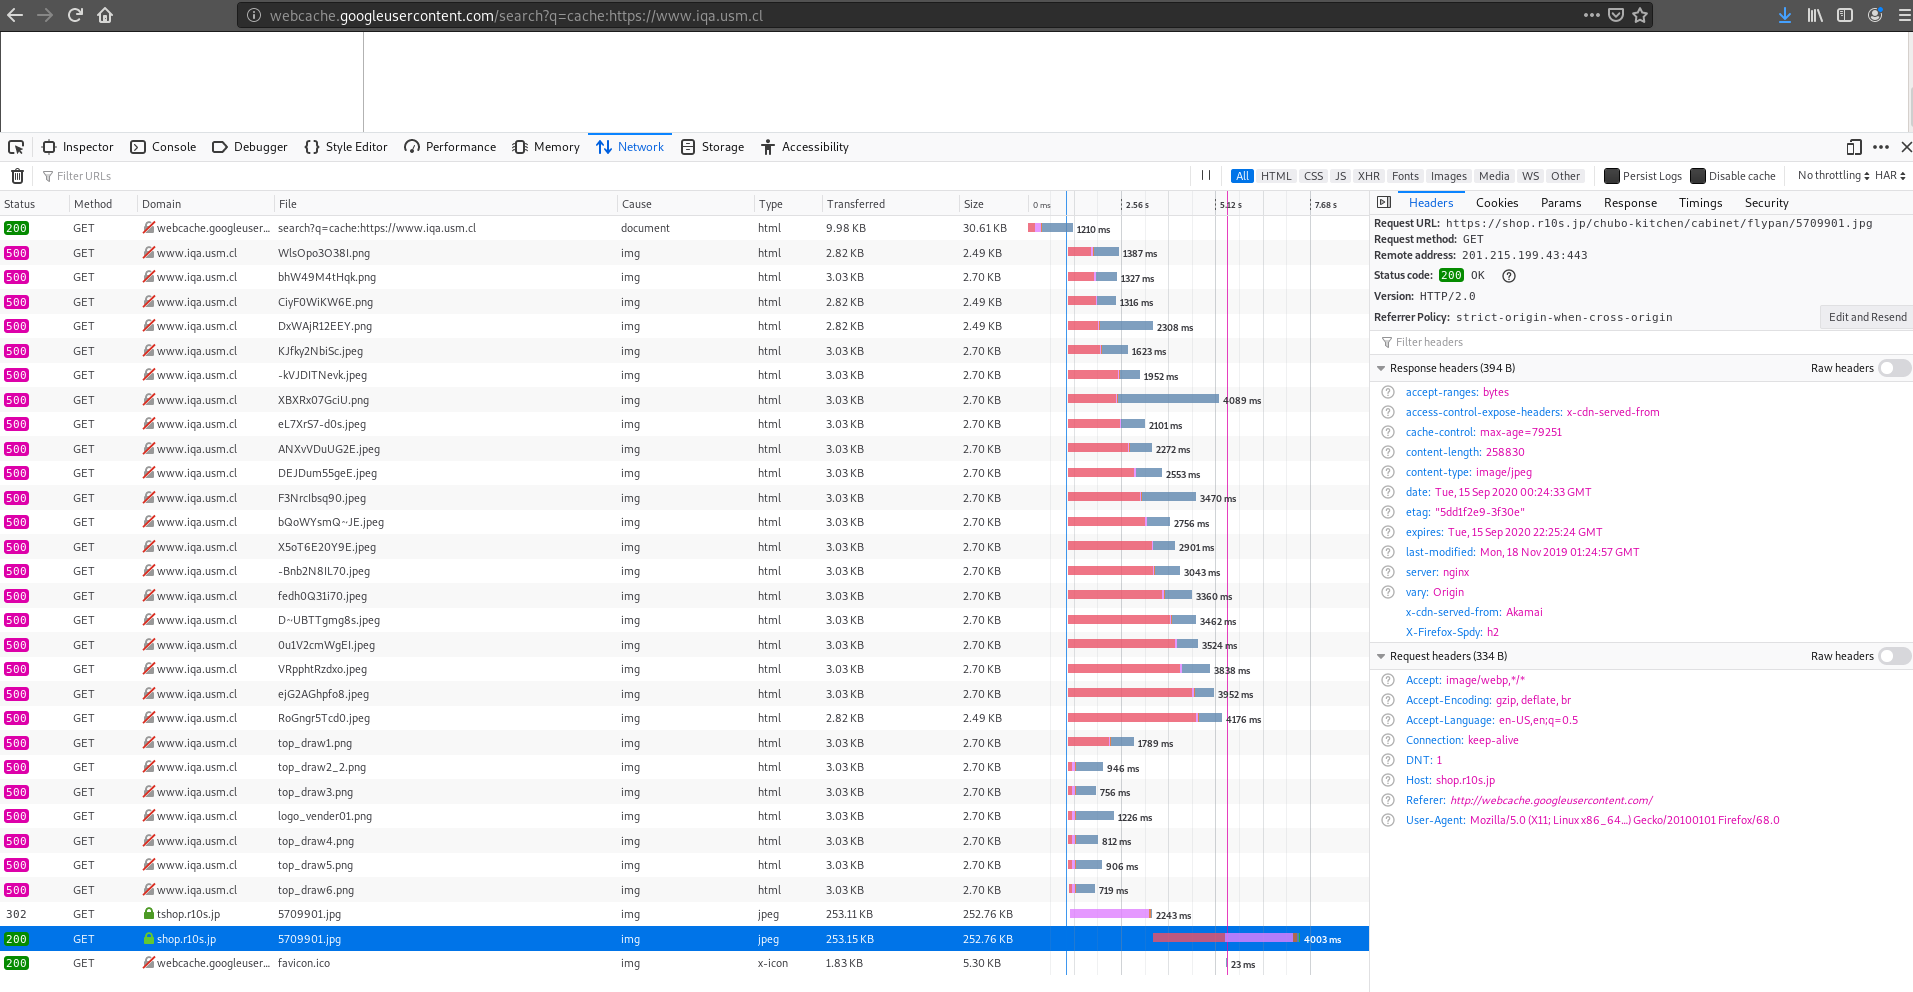 webcache.googleusercontent.com/search?q=cache:https://www.iqa.usm.cl
Inspector Console Debugger Style Editor Performance Memory Network Storage Accessibility
Filter URLs All HTML CSS JS XHR Fonts Images Media WS Other Persist Logs Disable cache No throttling HAR
Status Method Domain File Cause Type Transferred Size 0 ms 2.56 s 5.12 s 7.68 s
200 GET webcache.googleuser... search?q=cache:https://www.iqa.usm.cl document html 9.98 KB 30.61 KB 1210 ms
500 GET www.iqa.usm.cl WlsOpo3O38I.png img html 2.82 KB 2.49 KB 1387 ms
500 GET www.iqa.usm.cl bhW49M4tHqk.png img html 3.03 KB 2.70 KB 1327 ms
500 GET www.iqa.usm.cl CiyF0WiKW6E.png img html 2.82 KB 2.49 KB 1316 ms
500 GET www.iqa.usm.cl DxWAjR12EEY.png img html 2.82 KB 2.49 KB 2308 ms
500 GET www.iqa.usm.cl KJfky2NbiSc.jpeg img html 3.03 KB 2.70 KB 1623 ms
500 GET www.iqa.usm.cl -kVJDITNevk.jpeg img html 3.03 KB 2.70 KB 1952 ms
500 GET www.iqa.usm.cl XBXRx07GciU.png img html 3.03 KB 2.70 KB 4089 ms
500 GET www.iqa.usm.cl eL7XrS7-d0s.jpeg img html 3.03 KB 2.70 KB 2101 ms
500 GET www.iqa.usm.cl ANXvVDuUG2E.jpeg img html 3.03 KB 2.70 KB 2272 ms
500 GET www.iqa.usm.cl DEJDum55geE.jpeg img html 3.03 KB 2.70 KB 2553 ms
500 GET www.iqa.usm.cl F3NrcIbsq90.jpeg img html 3.03 KB 2.70 KB 3470 ms
500 GET www.iqa.usm.cl bQoWYsmQ~JE.jpeg img html 3.03 KB 2.70 KB 2756 ms
500 GET www.iqa.usm.cl X5oT6E20Y9E.jpeg img html 3.03 KB 2.70 KB 2901 ms
500 GET www.iqa.usm.cl -Bnb2N8IL70.jpeg img html 3.03 KB 2.70 KB 3043 ms
500 GET www.iqa.usm.cl fedh0Q31i70.jpeg img html 3.03 KB 2.70 KB 3360 ms
500 GET www.iqa.usm.cl D~UBTTgmg8s.jpeg img html 3.03 KB 2.70 KB 3462 ms
500 GET www.iqa.usm.cl 0u1V2cmWgEI.jpeg img html 3.03 KB 2.70 KB 3524 ms
500 GET www.iqa.usm.cl VRpphtRzdxo.jpeg img html 3.03 KB 2.70 KB 3838 ms
500 GET www.iqa.usm.cl ejG2AGhpfo8.jpeg img html 3.03 KB 2.70 KB 3952 ms
500 GET www.iqa.usm.cl RoGngr5Tcd0.jpeg img html 2.82 KB 2.49 KB 4176 ms
500 GET www.iqa.usm.cl top_draw1.png img html 3.03 KB 2.70 KB 1789 ms
500 GET www.iqa.usm.cl top_draw2_2.png img html 3.03 KB 2.70 KB 946 ms
500 GET www.iqa.usm.cl top_draw3.png img html 3.03 KB 2.70 KB 756 ms
500 GET www.iqa.usm.cl logo_vender01.png img html 3.03 KB 2.70 KB 1226 ms
500 GET www.iqa.usm.cl top_draw4.png img html 3.03 KB 2.70 KB 812 ms
500 GET www.iqa.usm.cl top_draw5.png img html 3.03 KB 2.70 KB 906 ms
500 GET www.iqa.usm.cl top_draw6.png img html 3.03 KB 2.70 KB 719 ms
302 GET tshop.r10s.jp 5709901.jpg img jpeg 253.11 KB 252.76 KB 2243 ms
200 GET shop.r10s.jp 5709901.jpg img jpeg 253.15 KB 252.76 KB 4003 ms
200 GET webcache.googleuser... favicon.ico img x-icon 1.83 KB 5.30 KB 23 ms
Headers Cookies Params Response Timings Security
Request URL: https://shop.r10s.jp/chubo-kitchen/cabinet/flypan/5709901.jpg
Request method: GET
Remote address: 201.215.199.43:443
Status code: 200 OK
Version: HTTP/2.0
Referrer Policy: strict-origin-when-cross-origin Edit and Resend
Filter headers
Response headers (394 B) Raw headers
accept-ranges: bytes
access-control-expose-headers: x-cdn-served-from
cache-control: max-age=79251
content-length: 258830
content-type: image/jpeg
date: Tue, 15 Sep 2020 00:24:33 GMT
etag: "5dd1f2e9-3f30e"
expires: Tue, 15 Sep 2020 22:25:24 GMT
last-modified: Mon, 18 Nov 2019 01:24:57 GMT
server: nginx
vary: Origin
x-cdn-served-from: Akamai
X-Firefox-Spdy: h2
Request headers (334 B) Raw headers
Accept: image/webp,*/*
Accept-Encoding: gzip, deflate, br
Accept-Language: en-US,en;q=0.5
Connection: keep-alive
DNT: 1
Host: shop.r10s.jp
Referer: http://webcache.googleusercontent.com/
User-Agent: Mozilla/5.0 (X11; Linux x86_64...) Gecko/20100101 Firefox/68.0